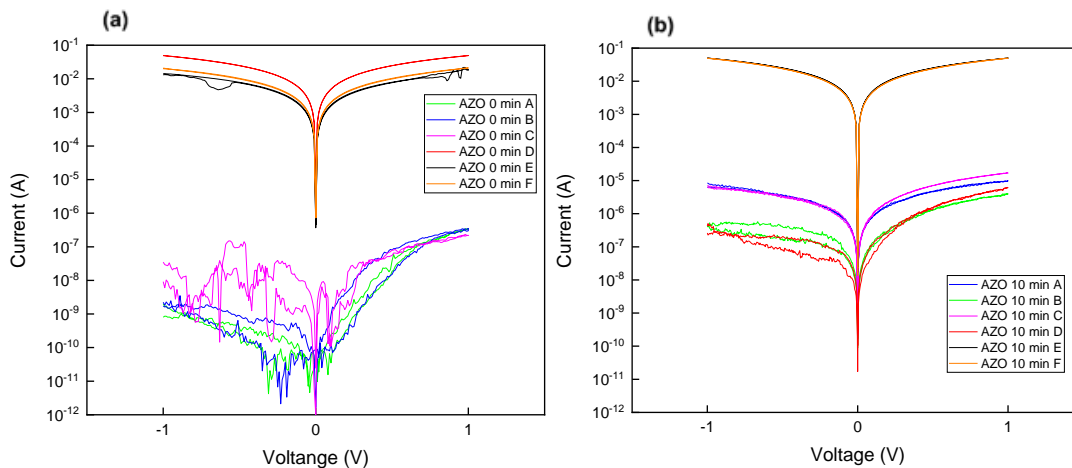 (a)
10-1
10-2
10-3
10-4
10-5
10-6
10-7
10-8
10-9
10-10
10-11
10-12
Current (A)
-1 0 1
Voltange (V)
AZO 0 min A
AZO 0 min B
AZO 0 min C
AZO 0 min D
AZO 0 min E
AZO 0 min F
(b)
10-1
10-2
10-3
10-4
10-5
10-6
10-7
10-8
10-9
10-10
10-11
10-12
Current (A)
-1 0 1
Voltage (V)
AZO 10 min A
AZO 10 min B
AZO 10 min C
AZO 10 min D
AZO 10 min E
AZO 10 min F